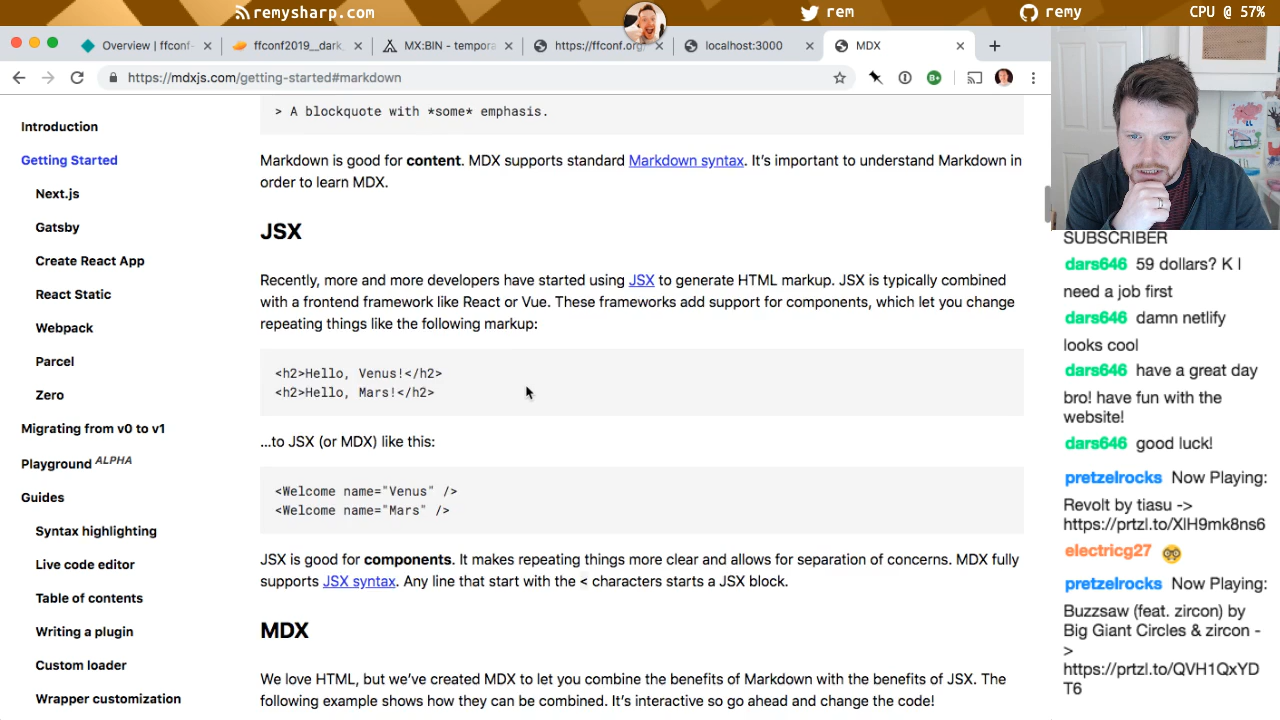 remysharp.com
rem
remy
CPU @ 57%
Overview | ffconf-
ffconf2019__dark.
MX:BIN - tempora
https://ffconf.org/
localhost:3000
MDX
https://mdxjs.com/getting-started#markdown
Introduction
Getting Started
Next.js
Gatsby
Create React App
React Static
Webpack
Parcel
Zero
Migrating from v0 to v1
Playground ALPHA
Guides
Syntax highlighting
Live code editor
Table of contents
Writing a plugin
Custom loader
Wrapper customization
> A blockquote with *some* emphasis.
Markdown is good for content. MDX supports standard Markdown syntax. It’s important to understand Markdown in
order to learn MDX.
JSX
Recently, more and more developers have started using JSX to generate HTML markup. JSX is typically combined
with a frontend framework like React or Vue. These frameworks add support for components, which let you change
repeating things like the following markup:
<h2>Hello, Venus!</h2>
<h2>Hello, Mars!</h2>
…to JSX (or MDX) like this:
<Welcome name="Venus" />
<Welcome name="Mars" />
JSX is good for components. It makes repeating things more clear and allows for separation of concerns. MDX fully
supports JSX syntax. Any line that start with the < characters starts a JSX block.
MDX
We love HTML, but we’ve created MDX to let you combine the benefits of Markdown with the benefits of JSX. The
following example shows how they can be combined. It’s interactive so go ahead and change the code!
SUBSCRIBER
dars646 59 dollars? K I
need a job first
dars646 damn netlify
looks cool
dars646 have a great day
bro! have fun with the
website!
dars646 good luck!
pretzelrocks Now Playing:
Revolt by tiasu ->
https://prtzl.to/XlH9mk8ns6
electricg27
pretzelrocks Now Playing:
Buzzsaw (feat. zircon) by
Big Giant Circles & zircon -
>
https://prtzl.to/QVH1QxYD
T6